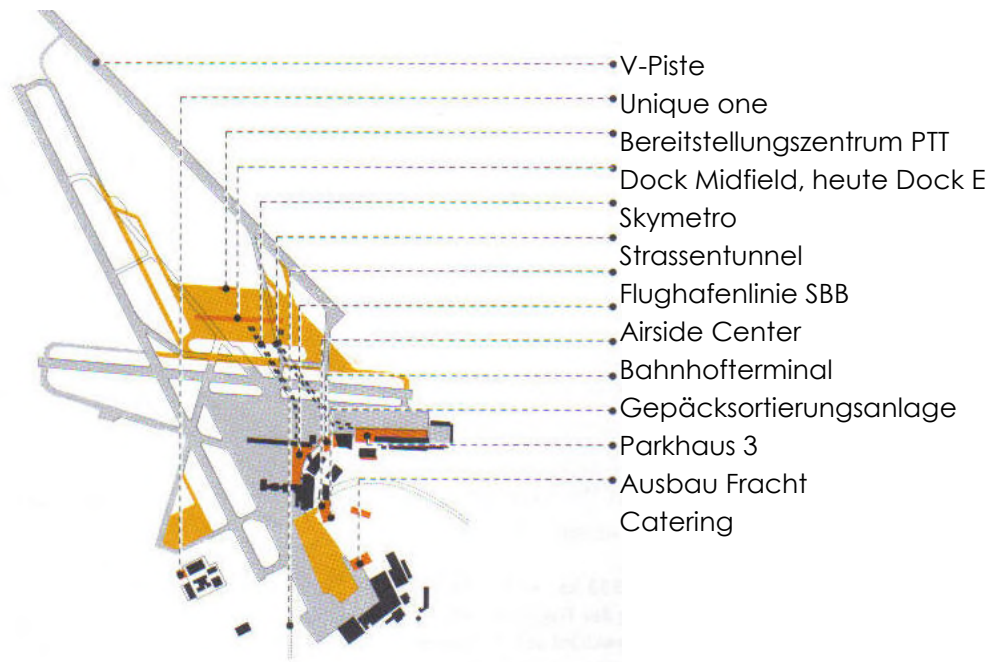 V-Piste
Unique one
Bereitstellungszentrum PTT
Dock Midfield, heute Dock E
Skymetro
Strassentunnel
Flughafenlinie SBB
Airside Center
Bahnhofterminal
Gepäcksortierungsanlage
Parkhaus 3
Ausbau Fracht
Catering